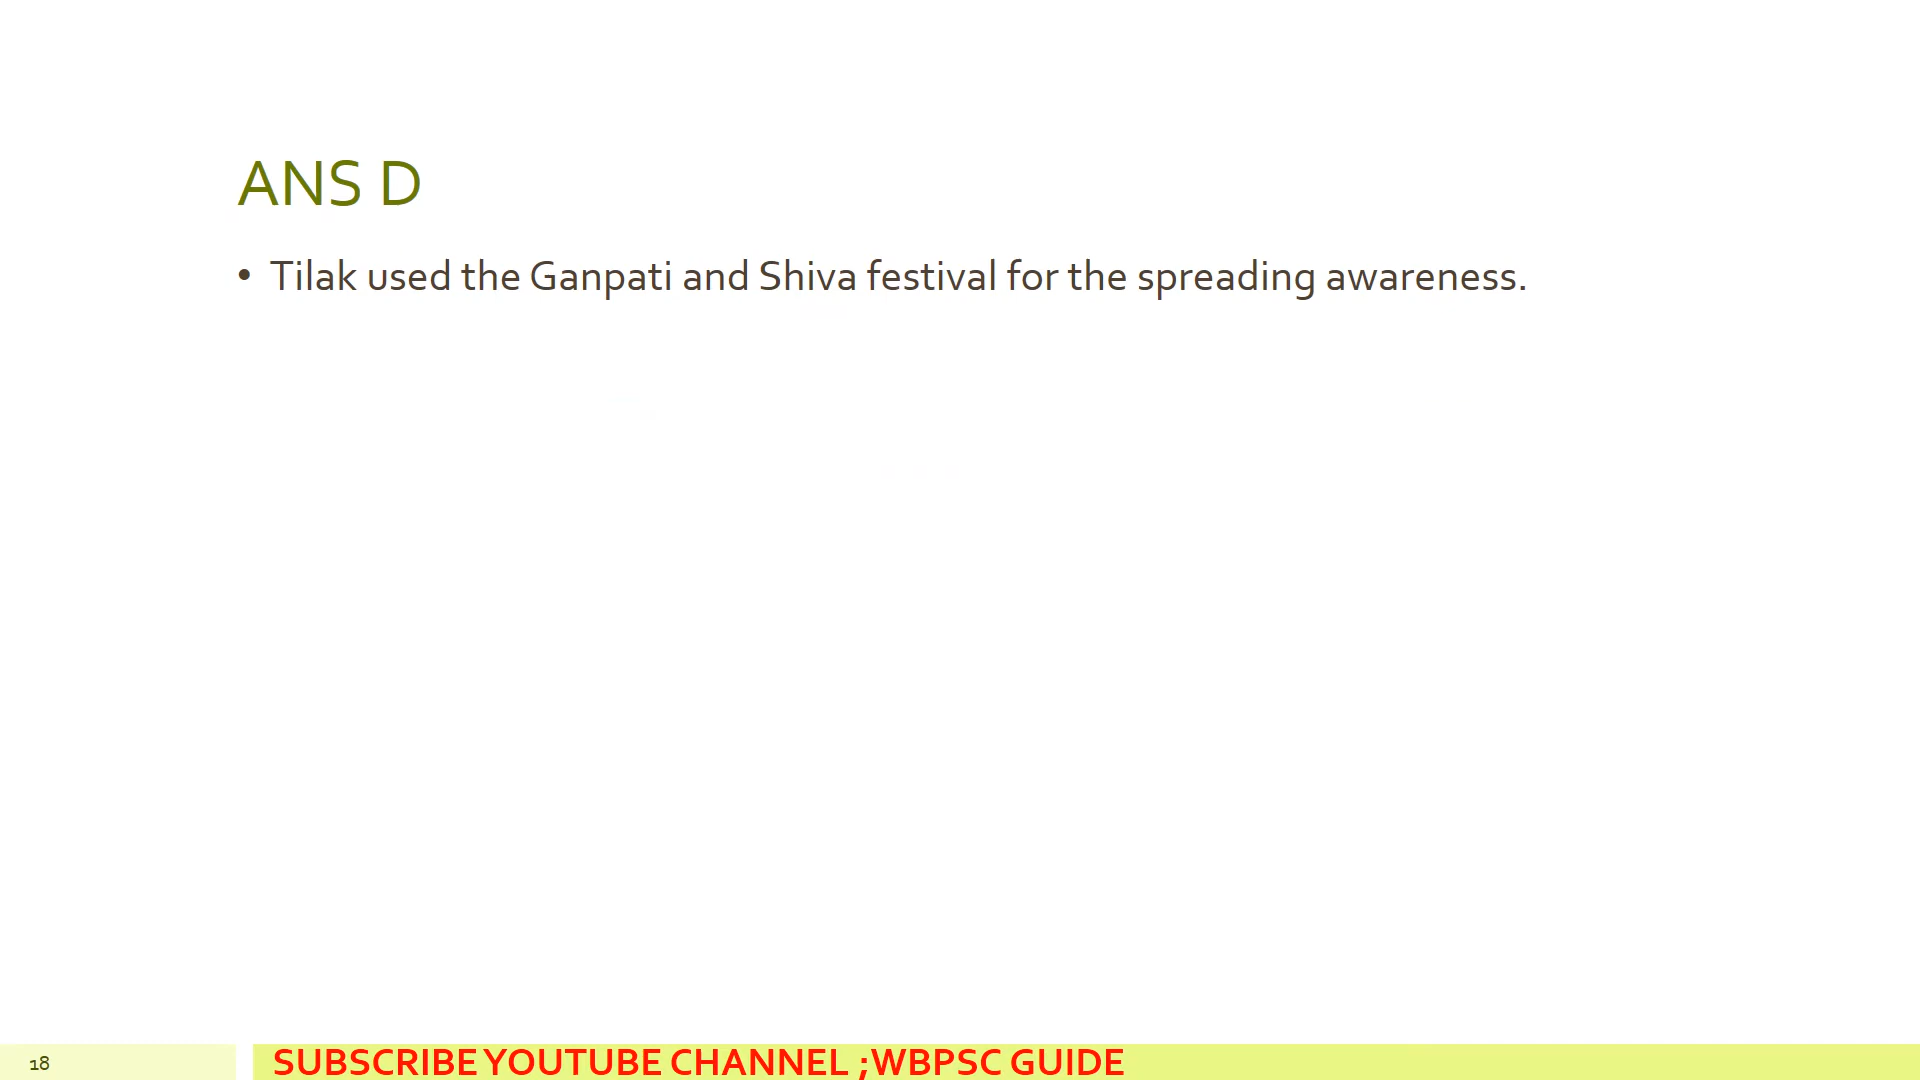 ANS D
• Tilak used the Ganpati and Shiva festival for the spreading awareness.
18
SUBSCRIBE YOUTUBE CHANNEL ;WBPSC GUIDE